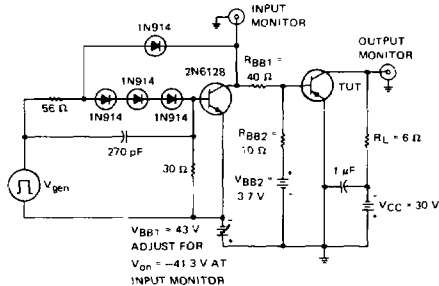 INPUT
MONITOR
1N914
OUTPUT
MONITOR
R_BB1 =
40 Ω
1N914
1N914
2N6128
TUT
56 Ω
1N914
R_BB2 =
10 Ω
R_L = 6 Ω
270 pF
30 Ω
1 μF
V_gen
V_BB2 =
3.7 V
V_CC = 30 V
V_BB1 = 43 V
ADJUST FOR
V_on = –41.3 V AT
INPUT MONITOR